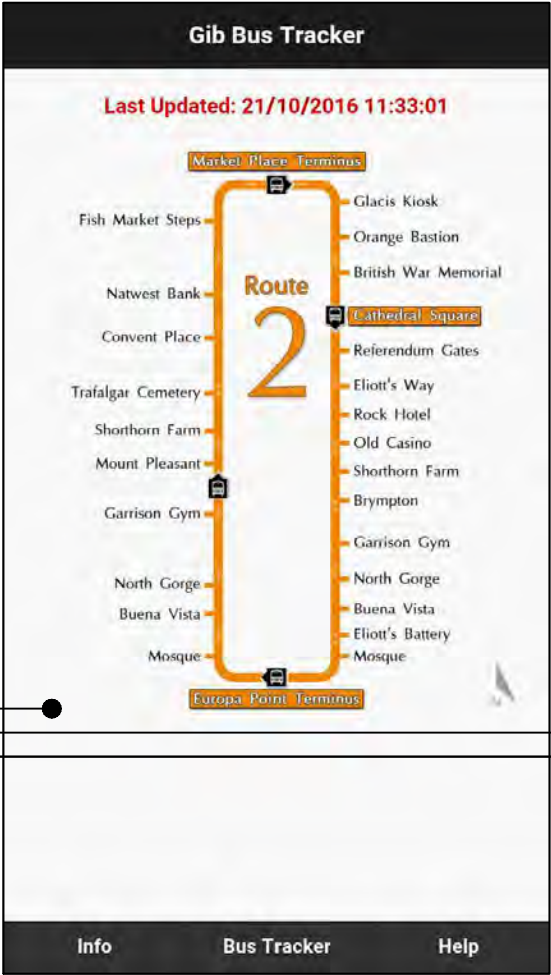 Gib Bus Tracker
Last Updated: 21/10/2016 11:33:01
Market Place Terminus
Glacis Kiosk
Fish Market Steps
Orange Bastion
British War Memorial
Route
2
Natwest Bank
Cathedral Square
Convent Place
Referendum Gates
Eliott's Way
Trafalgar Cemetery
Rock Hotel
Shorthorn Farm
Old Casino
Mount Pleasant
Shorthorn Farm
Brympton
Garrison Gym
Garrison Gym
North Gorge
North Gorge
Buena Vista
Buena Vista
Eliott's Battery
Mosque
Mosque
Europa Point Terminus
Info
Bus Tracker
Help